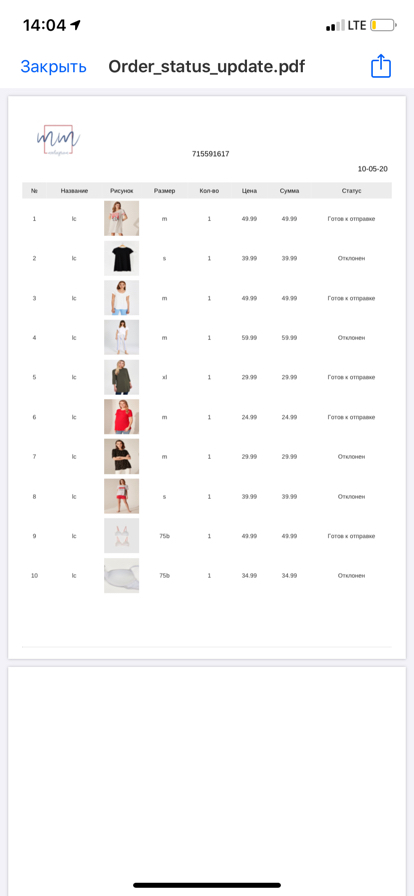 14:04
LTE
Закрыть Order_status_update.pdf
mm
715591617
10-05-20
№ Название Рисунок Размер Кол-во Цена Сумма Статус
1 lc m 1 49.99 49.99 Готов к отправке
2 lc s 1 39.99 39.99 Отклонен
3 lc m 1 49.99 49.99 Готов к отправке
4 lc m 1 59.99 59.99 Отклонен
5 lc xl 1 29.99 29.99 Готов к отправке
6 lc m 1 24.99 24.99 Готов к отправке
7 lc m 1 29.99 29.99 Отклонен
8 lc s 1 39.99 39.99 Отклонен
9 lc 75b 1 49.99 49.99 Готов к отправке
10 lc 75b 1 34.99 34.99 Отклонен